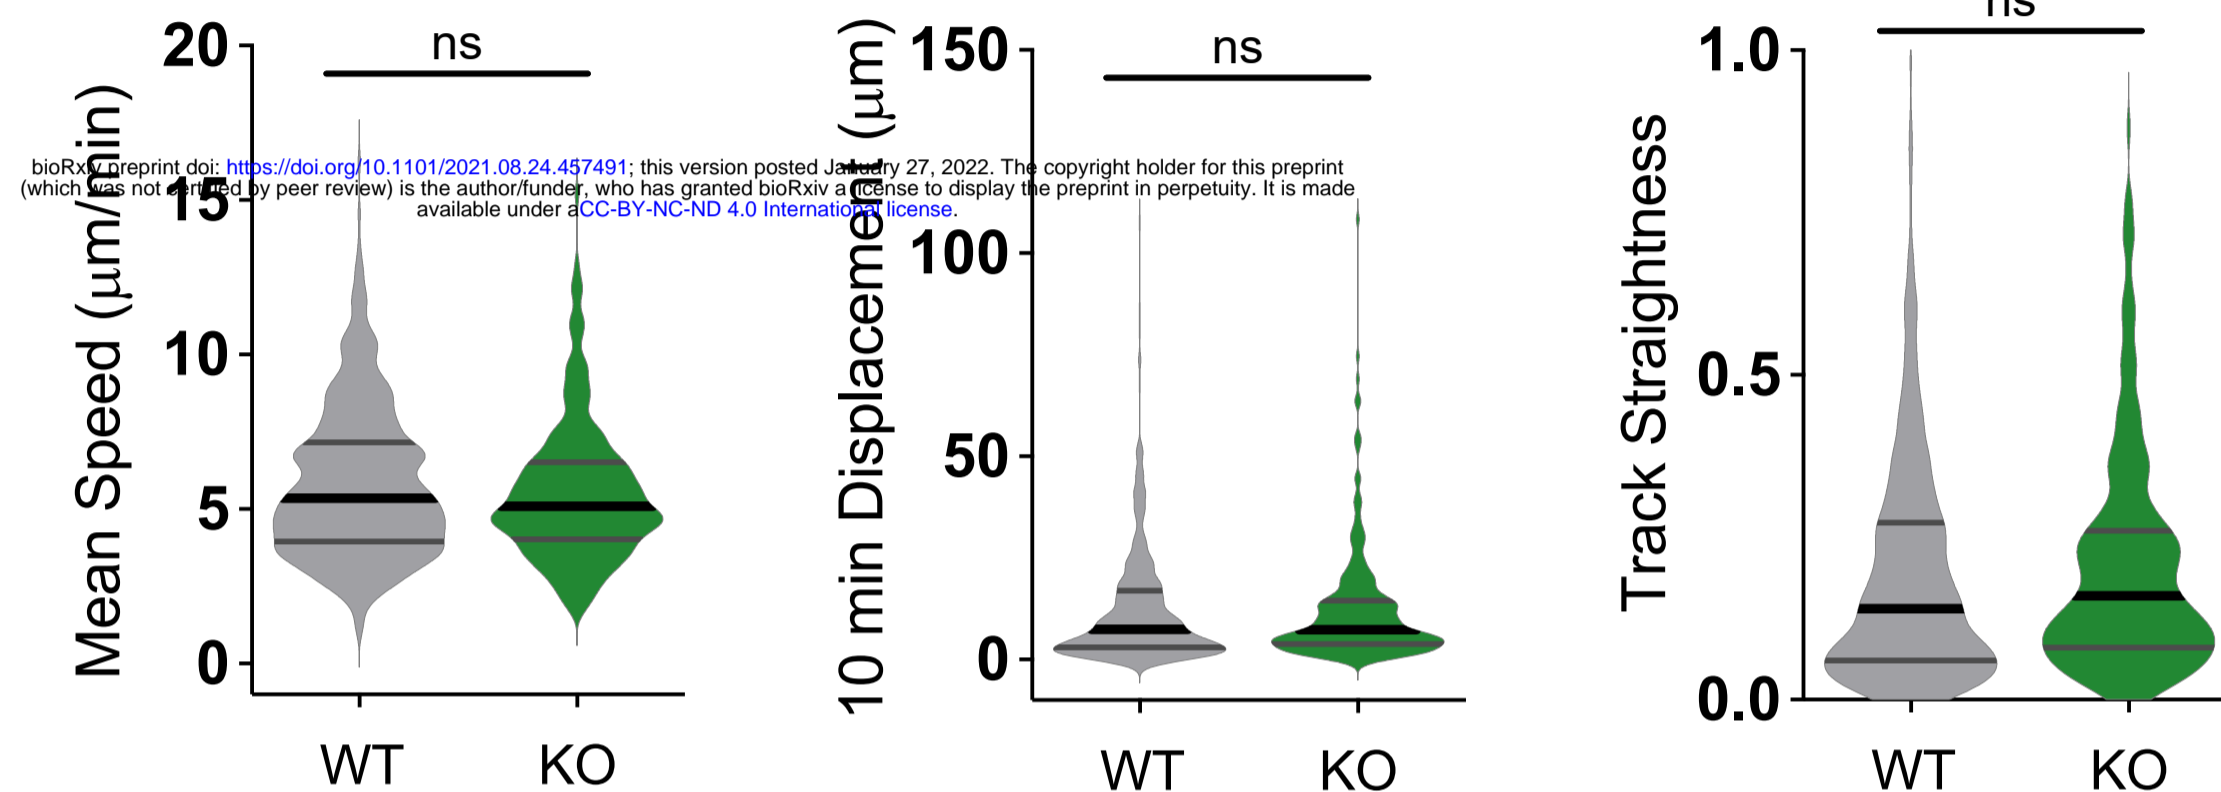 ns
20
15
10
5
0
Mean Speed (μm/min)
WT
KO
ns
150
100
50
0
10 min Displacement (μm)
WT
KO
ns
1.0
0.5
0.0
Track Straightness
WT
KO
bioRxiv preprint doi: https://doi.org/10.1101/2021.08.24.457491; this version posted January 27, 2022. The copyright holder for this preprint
(which was not certified by peer review) is the author/funder, who has granted bioRxiv a license to display the preprint in perpetuity. It is made
available under aCC-BY-NC-ND 4.0 International license.